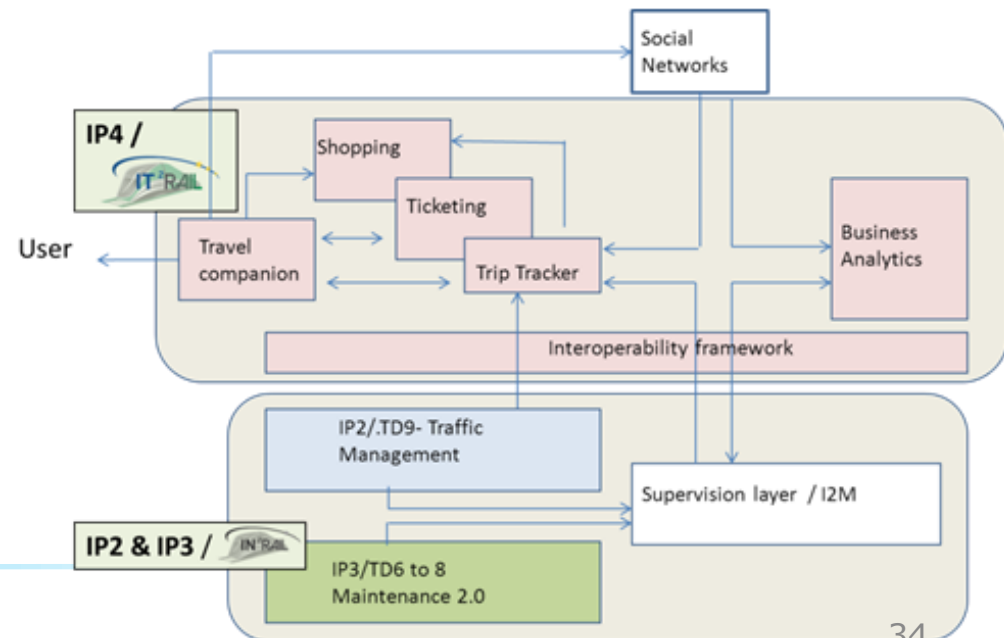 Social
Networks
IP4 /
IT²RAIL
Shopping
Ticketing
User
Travel
companion
Trip Tracker
Business
Analytics
Interoperability framework
IP2/.TD9- Traffic
Management
Supervision layer / I2M
IP2 & IP3 / IN²RAIL
IP3/TD6 to 8
Maintenance 2.0
34